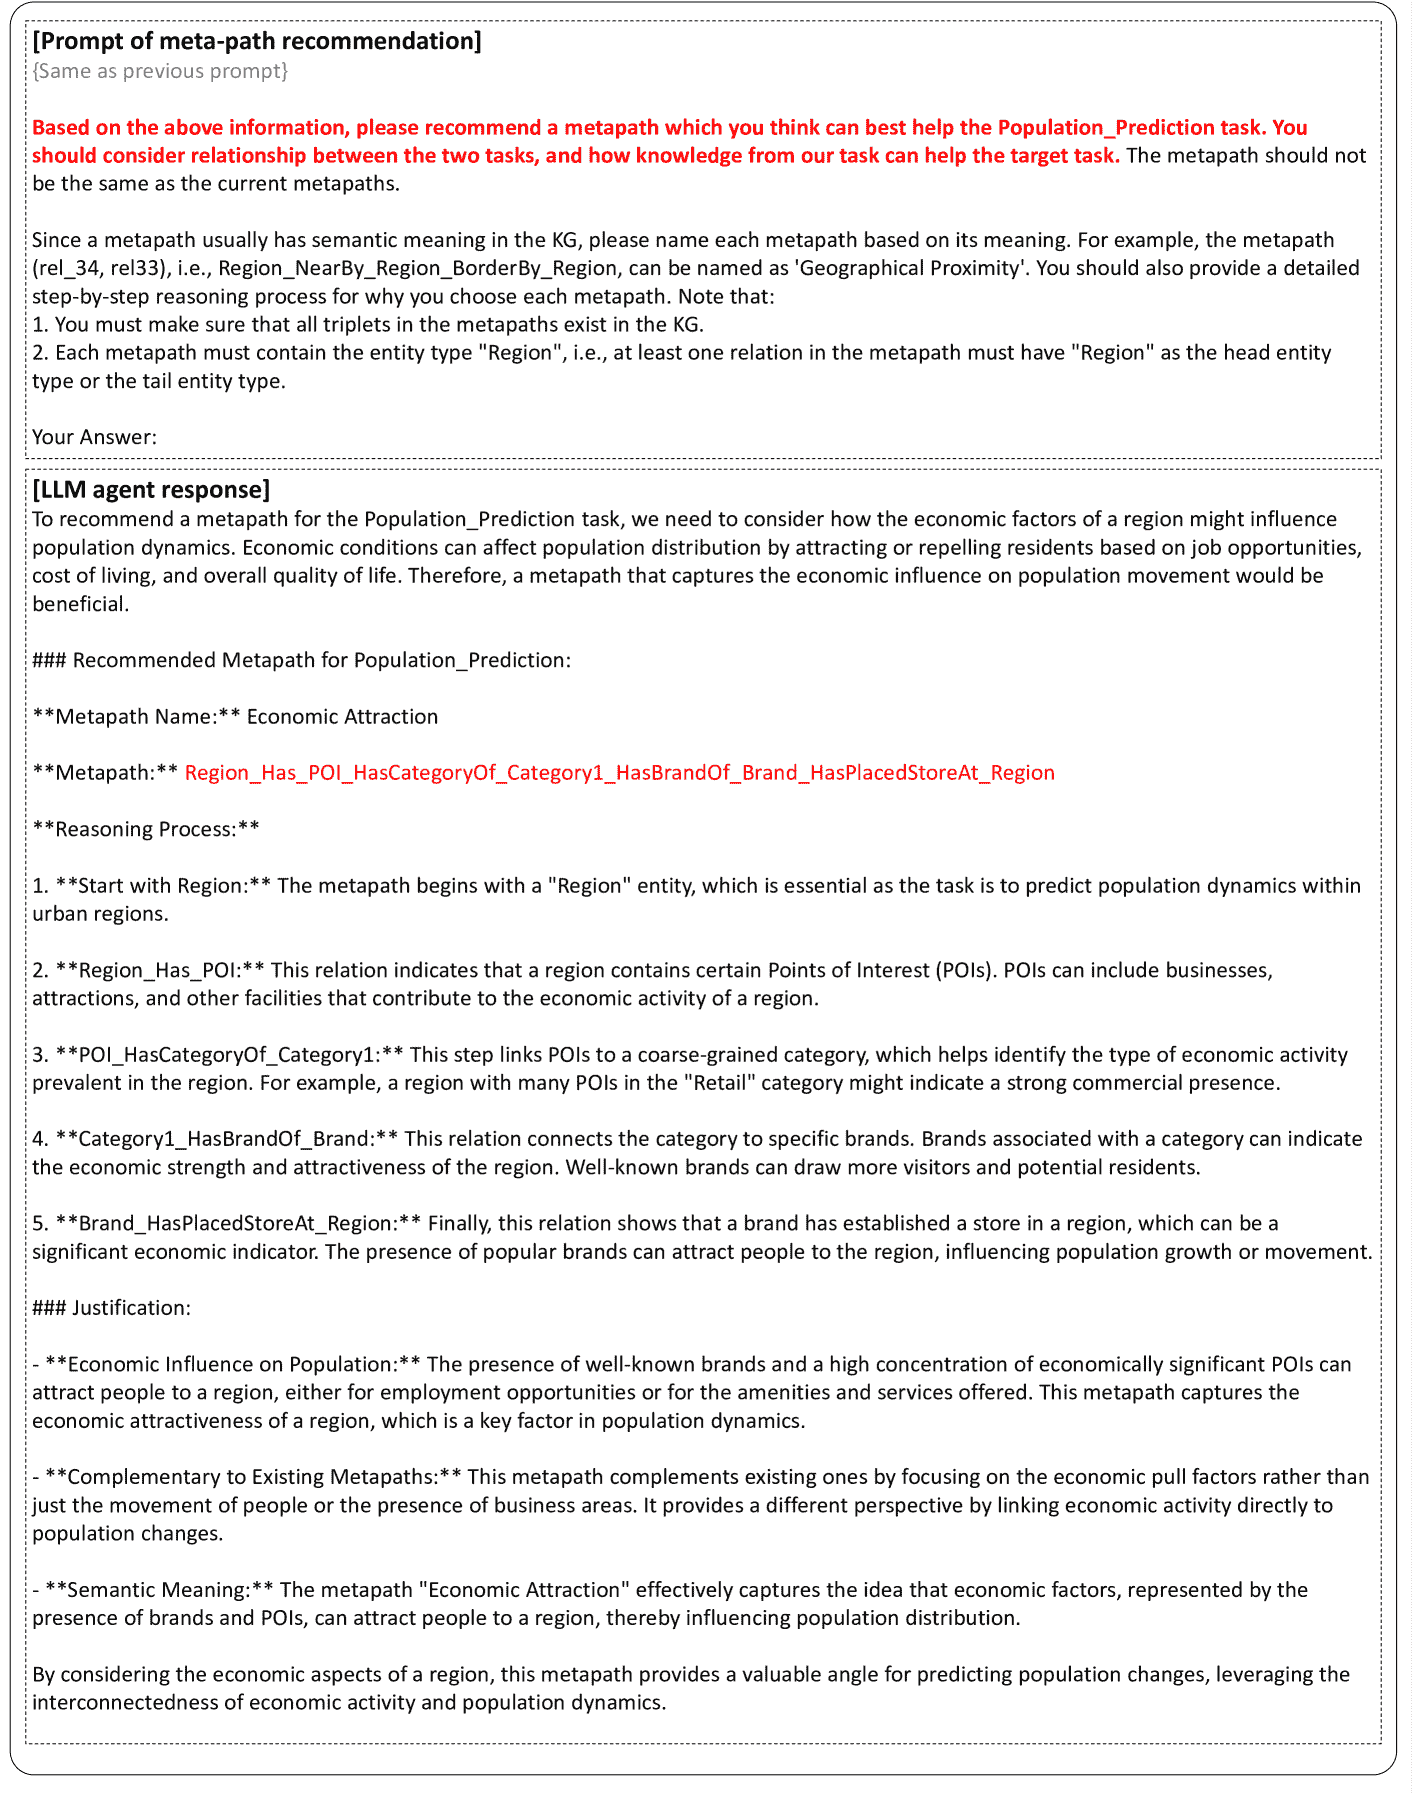 [Prompt of meta-path recommendation]
{Same as previous prompt}
Based on the above information, please recommend a metapath which you think can best help the Population_Prediction task. You
should consider relationship between the two tasks, and how knowledge from our task can help the target task. The metapath should not
be the same as the current metapaths.
Since a metapath usually has semantic meaning in the KG, please name each metapath based on its meaning. For example, the metapath
(rel_34, rel33), i.e., Region_NearBy_Region_BorderBy_Region, can be named as 'Geographical Proximity'. You should also provide a detailed
step-by-step reasoning process for why you choose each metapath. Note that:
1. You must make sure that all triplets in the metapaths exist in the KG.
2. Each metapath must contain the entity type "Region", i.e., at least one relation in the metapath must have "Region" as the head entity
type or the tail entity type.
Your Answer:
[LLM agent response]
To recommend a metapath for the Population_Prediction task, we need to consider how the economic factors of a region might influence
population dynamics. Economic conditions can affect population distribution by attracting or repelling residents based on job opportunities,
cost of living, and overall quality of life. Therefore, a metapath that captures the economic influence on population movement would be
beneficial.
### Recommended Metapath for Population_Prediction:
**Metapath Name:** Economic Attraction
**Metapath:** Region_Has_POI_HasCategoryOf_Category1_HasBrandOf_Brand_HasPlacedStoreAt_Region
**Reasoning Process:**
1. **Start with Region:** The metapath begins with a "Region" entity, which is essential as the task is to predict population dynamics within
urban regions.
2. **Region_Has_POI:** This relation indicates that a region contains certain Points of Interest (POIs). POIs can include businesses,
attractions, and other facilities that contribute to the economic activity of a region.
3. **POI_HasCategoryOf_Category1:** This step links POIs to a coarse-grained category, which helps identify the type of economic activity
prevalent in the region. For example, a region with many POIs in the "Retail" category might indicate a strong commercial presence.
4. **Category1_HasBrandOf_Brand:** This relation connects the category to specific brands. Brands associated with a category can indicate
the economic strength and attractiveness of the region. Well-known brands can draw more visitors and potential residents.
5. **Brand_HasPlacedStoreAt_Region:** Finally, this relation shows that a brand has established a store in a region, which can be a
significant economic indicator. The presence of popular brands can attract people to the region, influencing population growth or movement.
### Justification:
- **Economic Influence on Population:** The presence of well-known brands and a high concentration of economically significant POIs can
attract people to a region, either for employment opportunities or for the amenities and services offered. This metapath captures the
economic attractiveness of a region, which is a key factor in population dynamics.
- **Complementary to Existing Metapaths:** This metapath complements existing ones by focusing on the economic pull factors rather than
just the movement of people or the presence of business areas. It provides a different perspective by linking economic activity directly to
population changes.
- **Semantic Meaning:** The metapath "Economic Attraction" effectively captures the idea that economic factors, represented by the
presence of brands and POIs, can attract people to a region, thereby influencing population distribution.
By considering the economic aspects of a region, this metapath provides a valuable angle for predicting population changes, leveraging the
interconnectedness of economic activity and population dynamics.